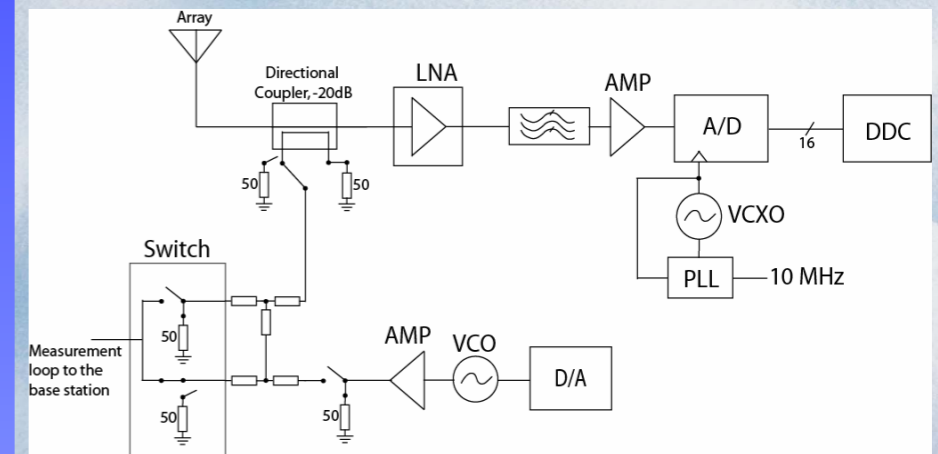 Array
Directional
Coupler,-20dB
LNA
AMP
A/D
16
DDC
50
50
VCXO
PLL
10 MHz
Switch
50
Measurement
loop to the
base station
50
50
AMP
VCO
D/A